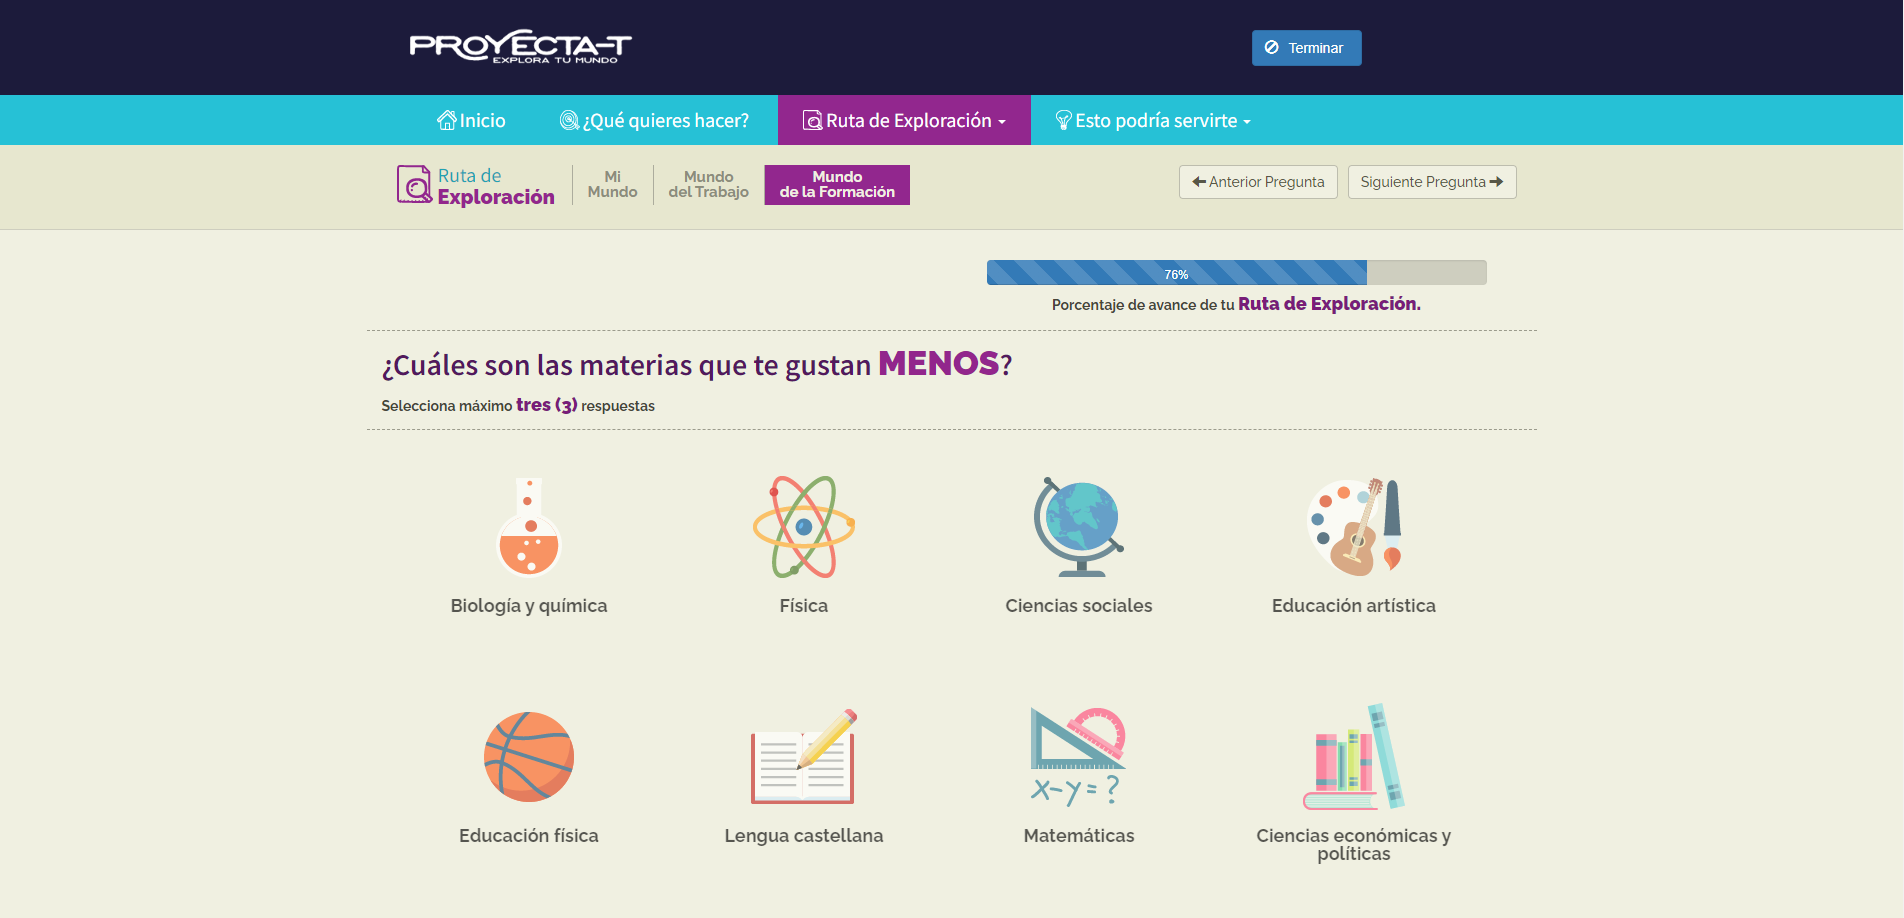 PROYECTA-T
EXPLORA TU MUNDO
Terminar
Inicio
¿Qué quieres hacer?
Ruta de Exploración
Esto podría servirte
Ruta de
Exploración
Mi
Mundo
Mundo
del Trabajo
Mundo
de la Formación
Anterior Pregunta
Siguiente Pregunta
76%
Porcentaje de avance de tu Ruta de Exploración.
¿Cuáles son las materias que te gustan MENOS?
Selecciona máximo tres (3) respuestas
Biología y química
Física
Ciencias sociales
Educación artística
x-y=?
Educación física
Lengua castellana
Matemáticas
Ciencias económicas y
políticas